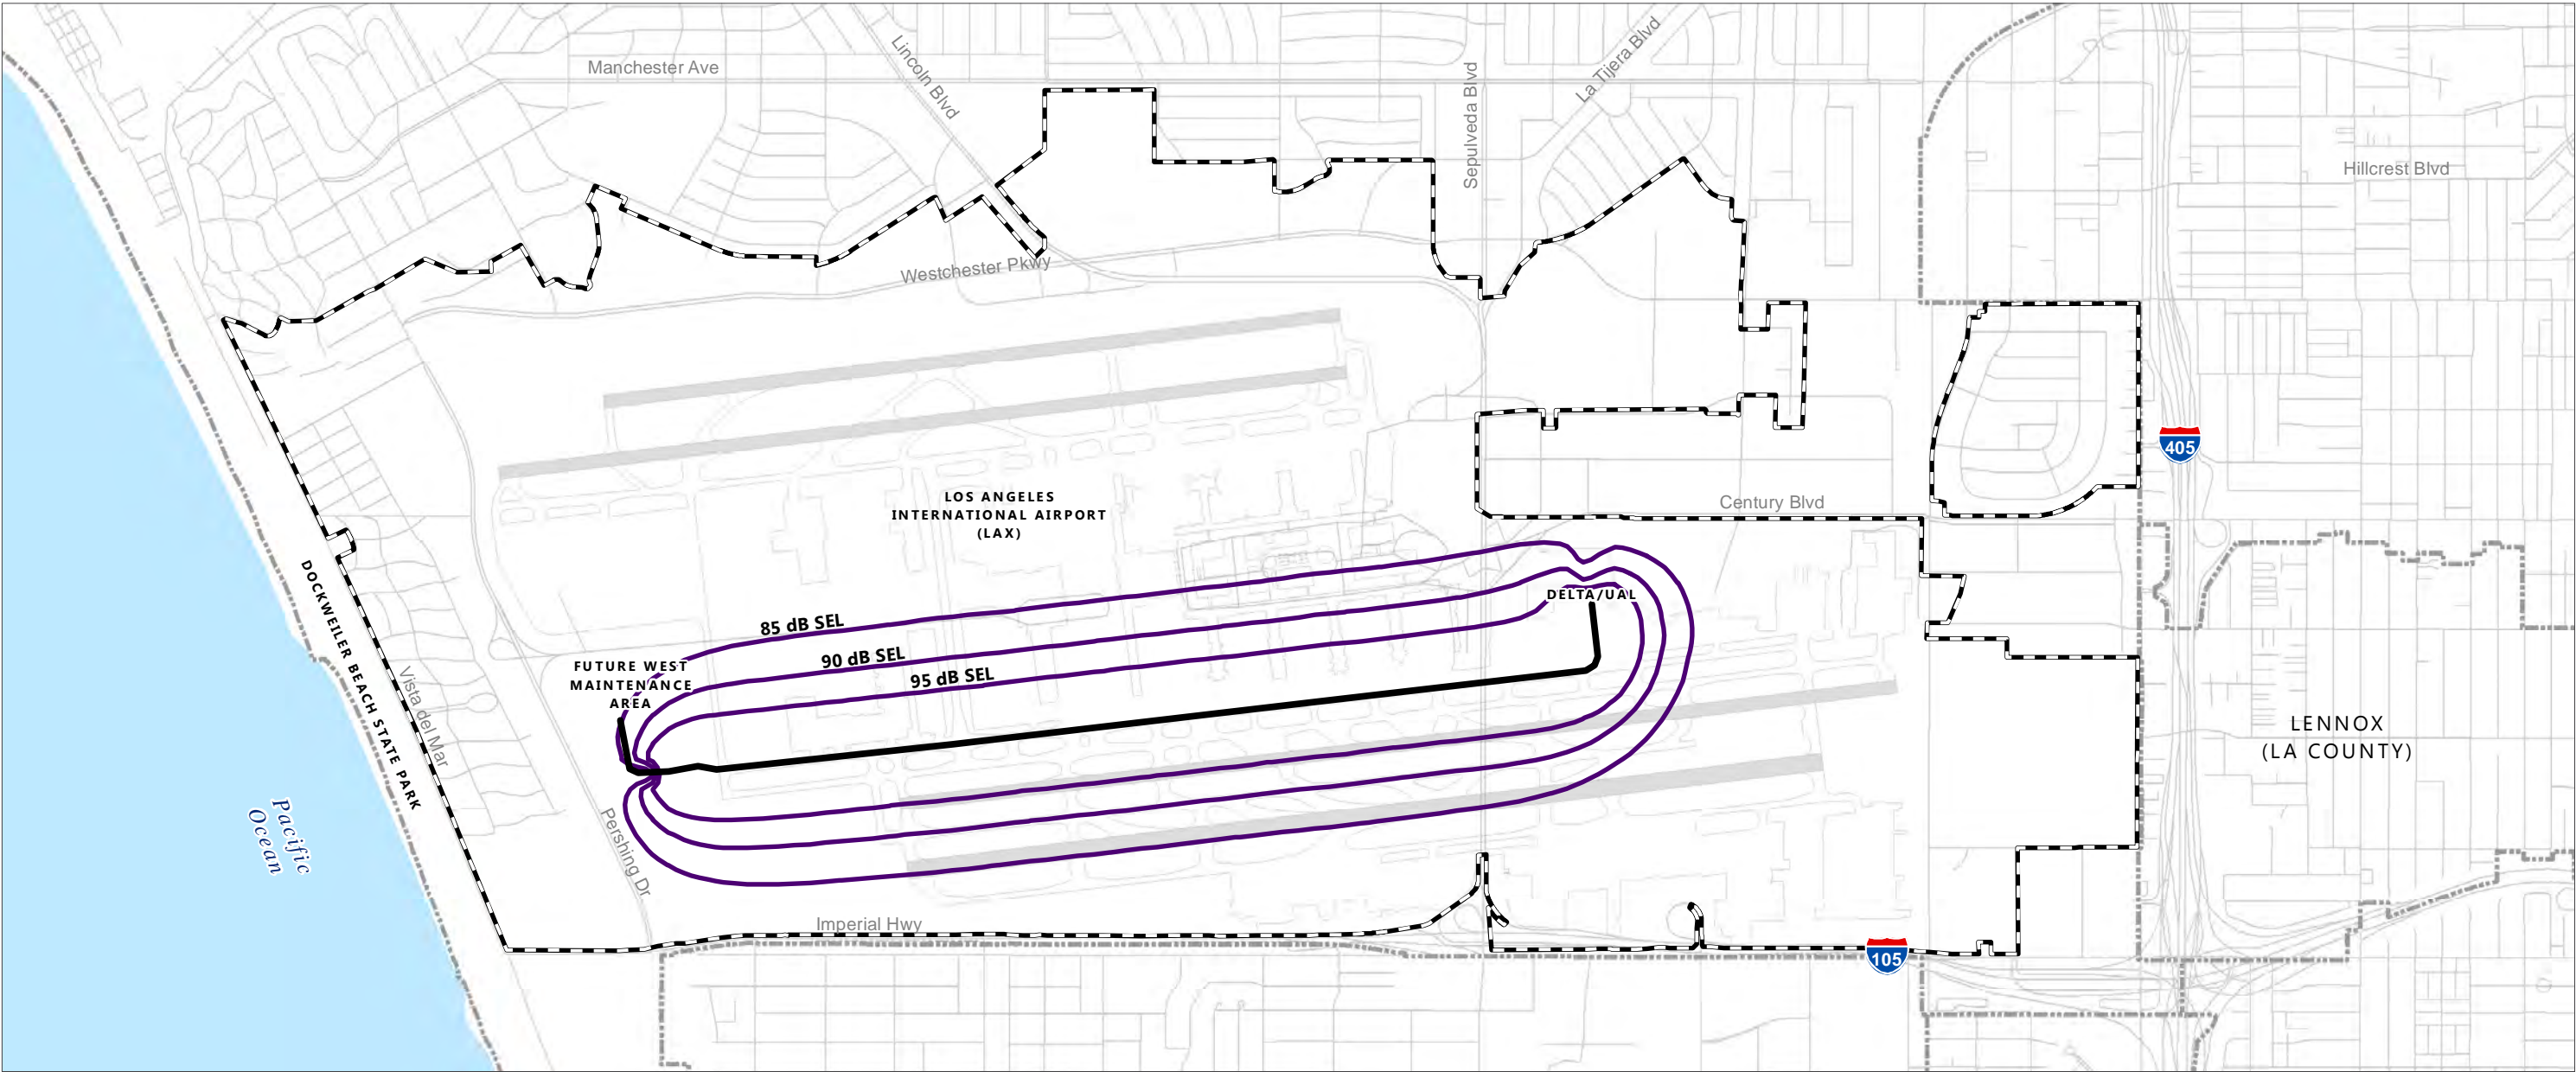 Manchester Ave
Lincoln Blvd
Sepulveda Blvd
La Tijera Blvd
Hillcrest Blvd
Westchester Pkwy
405
LOS ANGELES
INTERNATIONAL AIRPORT
(LAX)
Century Blvd
DOCKWEILER BEACH STATE PARK
Vista del Mar
85 dB SEL
90 dB SEL
95 dB SEL
DELTA/UAL
FUTURE WEST
MAINTENANCE
AREA
LENNOX
(LA COUNTY)
Pacific
Ocean
Pershing Dr
Imperial Hwy
105